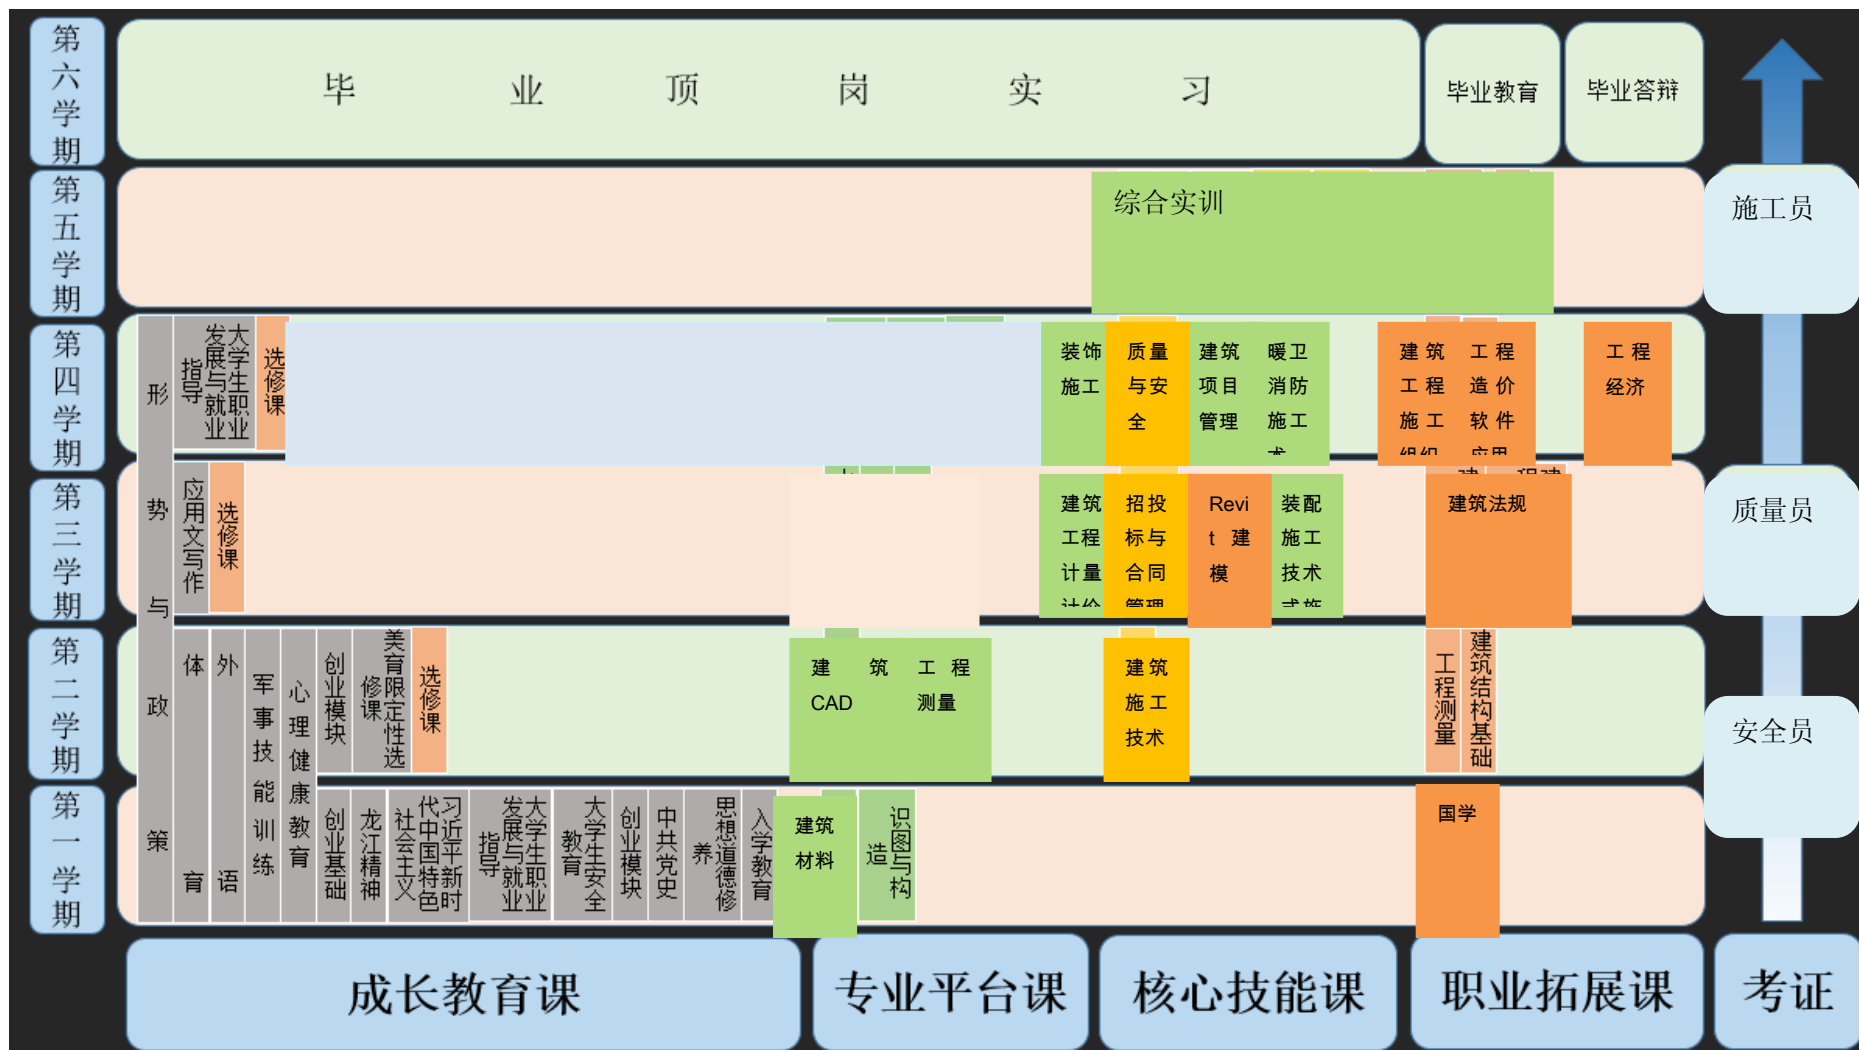 第六学期
毕业顶岗实习
毕业教育
毕业答辩
第五学期
综合实训
施工员
第四学期
形势与政策
大学生职业
发展与就业
指导
选修课
装饰
施工
质量
与安
全
建筑
项目
管理
暖卫
消防
施工
术
建筑
工程
施工
组织
工程
造价
软件
应用
工程
经济
第三学期
应用文写作
选修课
建筑
工程
计量
计价
招投
标与
合同
管理
Revi
t 建
模
装配
施工
技术
式施
建筑法规
质量员
第二学期
体育
外语
军事技能训练
心理健康教育
创业模块
美育限定性选
修课
选修课
建筑
CAD
工程
测量
建筑
施工
技术
工程测量
建筑结构基础
安全员
第一学期
创业基础
龙江精神
习近平新时
代中国特色
社会主义
大学生职业
发展与就业
指导
大学生安全
教育
创业模块
中共党史
思想道德修
养
入学教育
建筑
材料
识图与构
造
国学
成长教育课
专业平台课
核心技能课
职业拓展课
考证